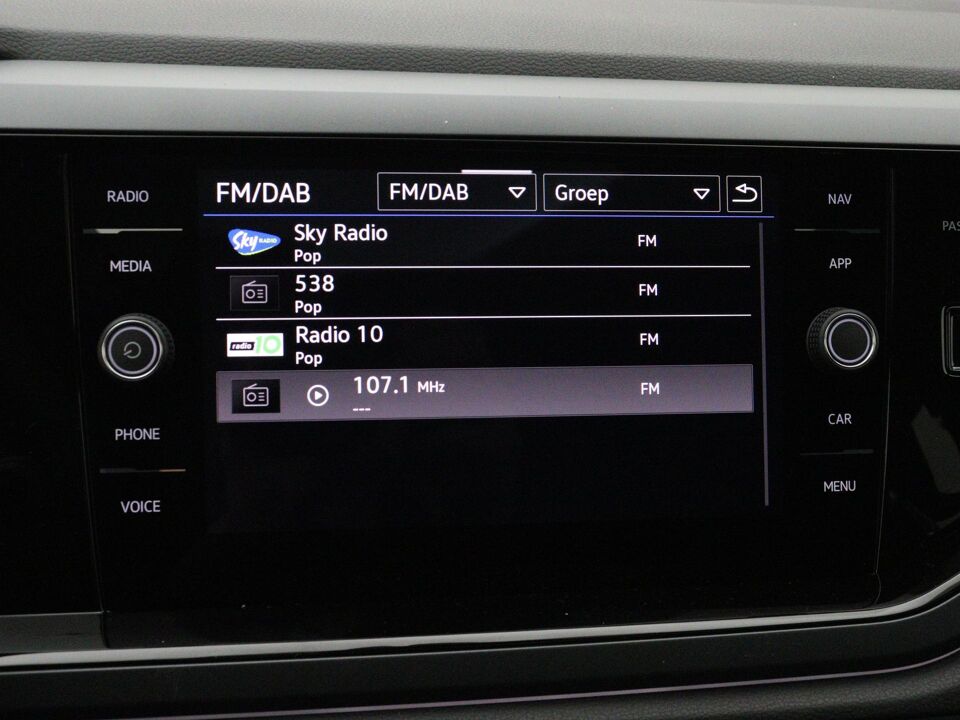 RADIO
MEDIA
PHONE
VOICE
FM/DAB
FM/DAB
Groep
Sky RADIO
Sky Radio
Pop
FM
538
Pop
FM
radio 10
Radio 10
Pop
FM
107.1 MHz
---
FM
NAV
APP
CAR
MENU
PAS